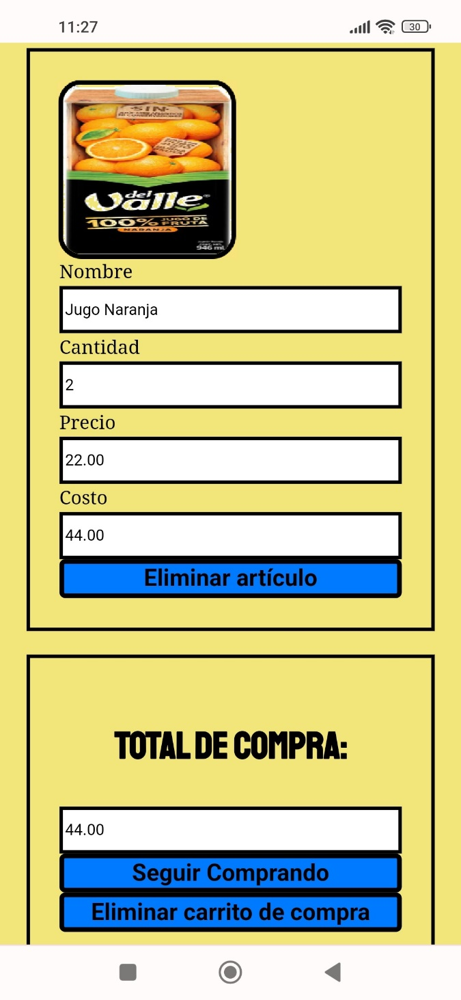 11:27
30
SIN
del
Valle
100% JUGO DE
FRUTA
NARANJA
946 ml
Nombre
Jugo Naranja
Cantidad
2
Precio
22.00
Costo
44.00
Eliminar artículo
TOTAL DE COMPRA:
44.00
Seguir Comprando
Eliminar carrito de compra